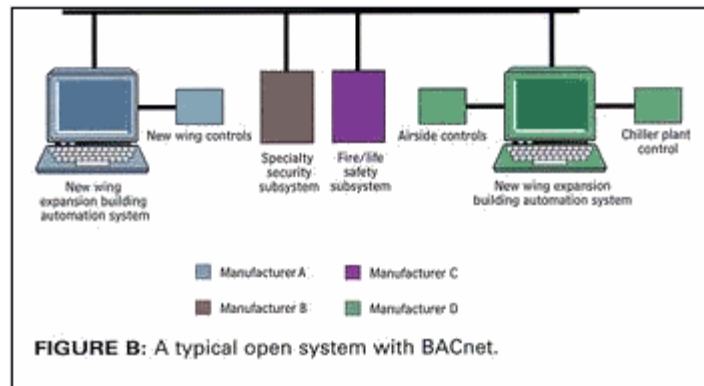 New wing controls
Airside controls
Chiller plant
control
Specialty
security
subsystem
Fire/life
safety
subsystem
New wing
expansion building
automation system
New wing expansion
building automation system
Manufacturer A
Manufacturer C
Manufacturer B
Manufacturer D
FIGURE B: A typical open system with BACnet.